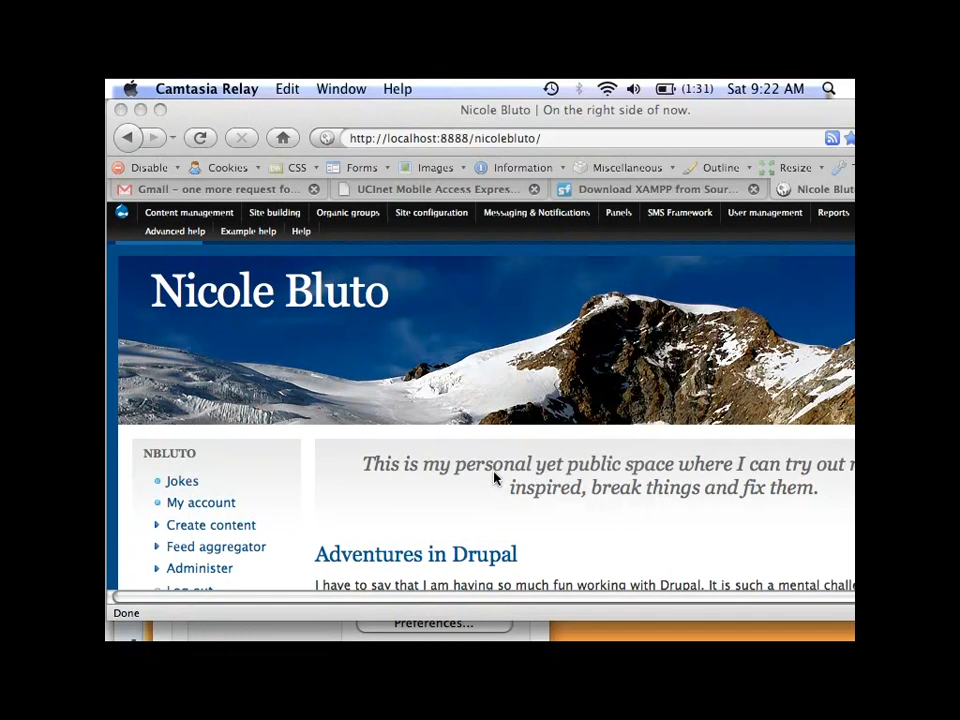 Camtasia Relay Edit Window Help (1:31) Sat 9:22 AM
Nicole Bluto | On the right side of now.
http://localhost:8888/nicolebluto/
Disable Cookies CSS Forms Images Information Miscellaneous Outline Resize
Gmail – one more request fo... UCInet Mobile Access Expres... Download XAMPP from Sour... Nicole Blut
Content management Site building Organic groups Site configuration Messaging & Notifications Panels SMS Framework User management Reports
Advanced help Example help Help
Nicole Bluto
NBLUTO
Jokes
My account
Create content
Feed aggregator
Administer
Log out
This is my personal yet public space where I can try out
inspired, break things and fix them.
Adventures in Drupal
I have to say that I am having so much fun working with Drupal. It is such a mental challe
Done
Preferences...